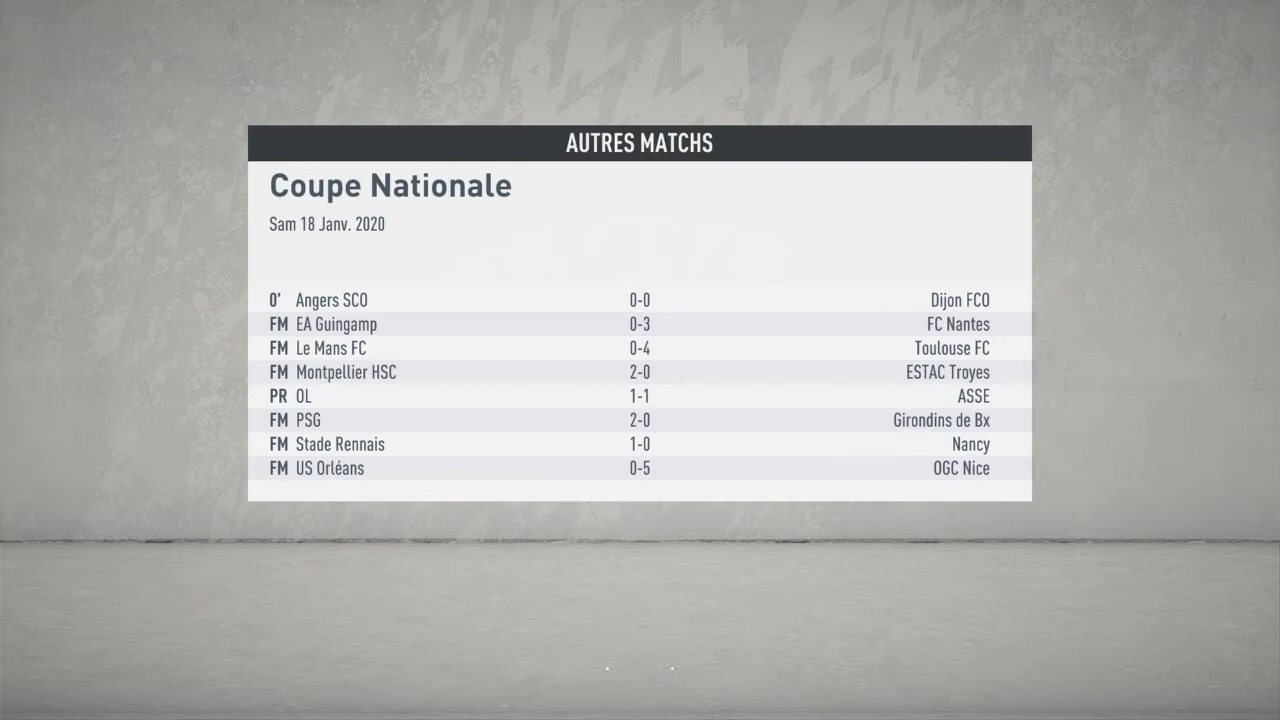 AUTRES MATCHS
Coupe Nationale
Sam 18 Janv. 2020
0' Angers SCO 0-0 Dijon FCO
FM EA Guingamp 0-3 FC Nantes
FM Le Mans FC 0-4 Toulouse FC
FM Montpellier HSC 2-0 ESTAC Troyes
PR OL 1-1 ASSE
FM PSG 2-0 Girondins de Bx
FM Stade Rennais 1-0 Nancy
FM US Orléans 0-5 OGC Nice